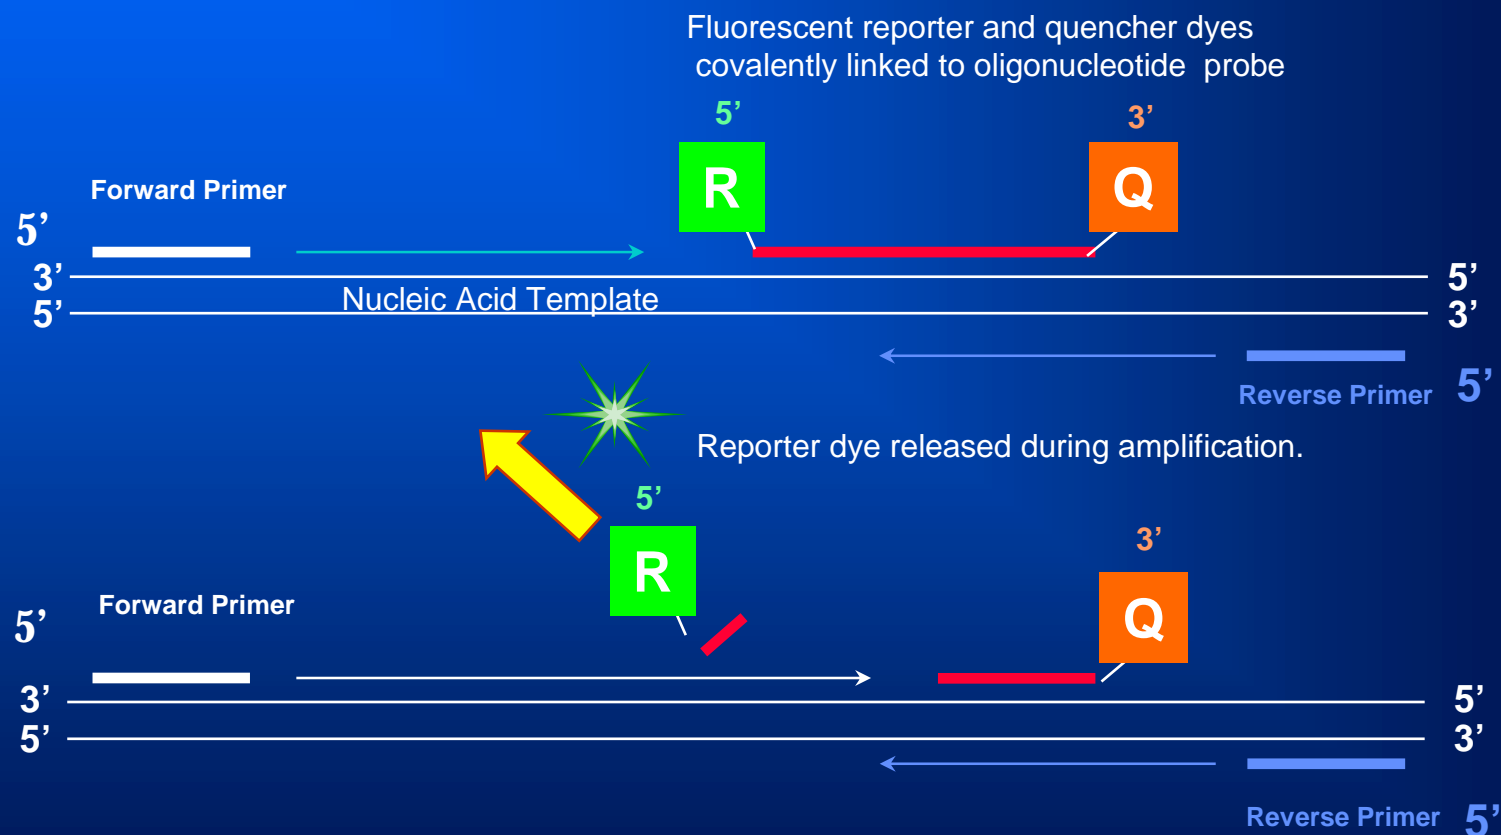 Fluorescent reporter and quencher dyes
covalently linked to oligonucleotide probe
5’
3’
R
Q
Forward Primer
5’
3’
5’
Nucleic Acid Template
5’
3’
Reverse Primer
5’
Reporter dye released during amplification.
5’
R
3’
Q
Forward Primer
5’
3’
5’
5’
3’
Reverse Primer
5’